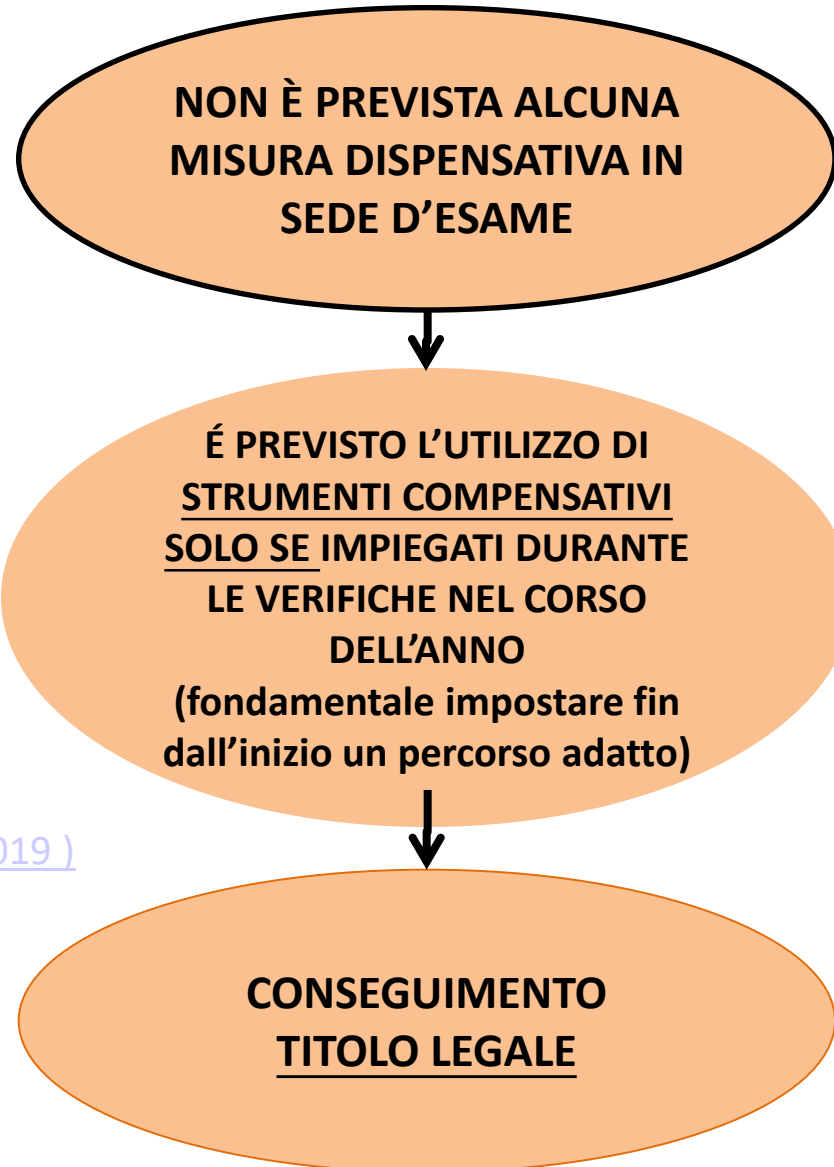 NON È PREVISTA ALCUNA
MISURA DISPENSATIVA IN
SEDE D'ESAME
É PREVISTO L'UTILIZZO DI
STRUMENTI COMPENSATIVI
SOLO SE IMPIEGATI DURANTE
LE VERIFICHE NEL CORSO
DELL'ANNO
(fondamentale impostare fin
dall'inizio un percorso adatto)
019 )
CONSEGUIMENTO
TITOLO LEGALE